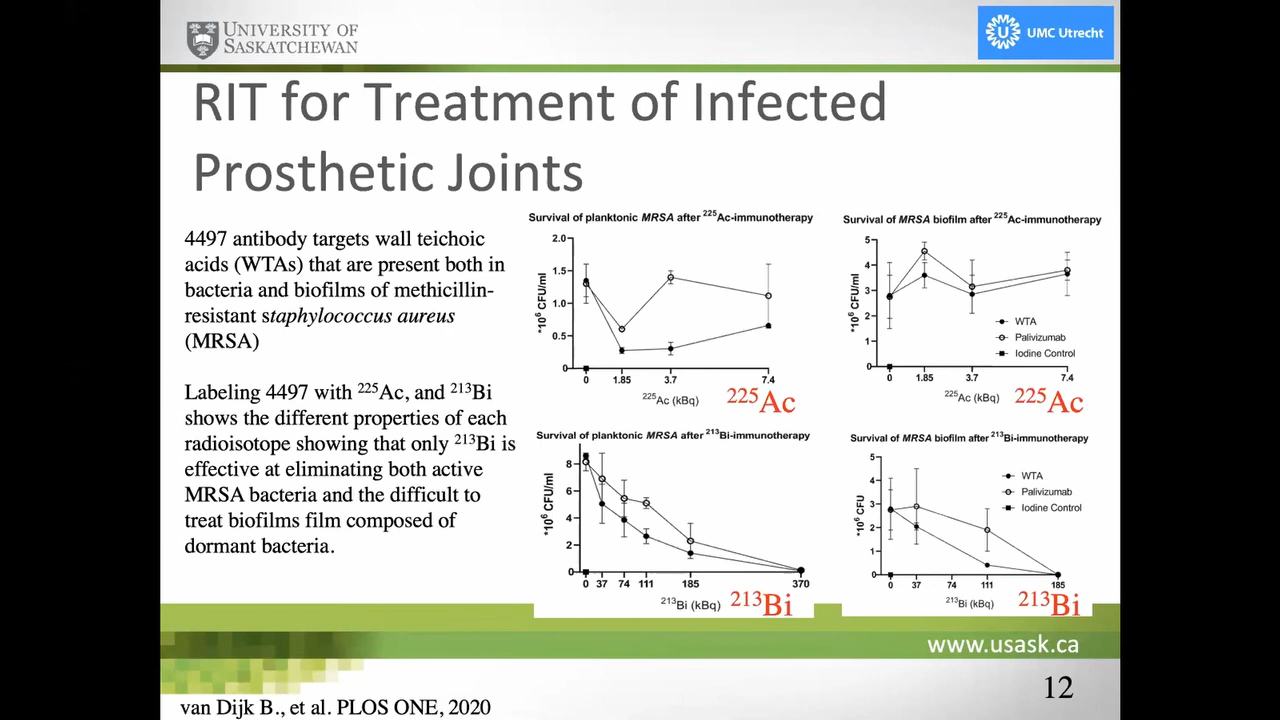 UNIVERSITY OF
SASKATCHEWAN
UMC Utrecht
RIT for Treatment of Infected
Prosthetic Joints
4497 antibody targets wall teichoic
acids (WTAs) that are present both in
bacteria and biofilms of methicillin-
resistant staphylococcus aureus
(MRSA)
Labeling 4497 with ²²⁵Ac, and ²¹³Bi
shows the different properties of each
radioisotope showing that only ²¹³Bi is
effective at eliminating both active
MRSA bacteria and the difficult to
treat biofilms film composed of
dormant bacteria.
Survival of planktonic MRSA after ²²⁵Ac-immunotherapy
*10⁶ CFU/ml
2.0
1.5
1.0
0.5
0
0 1.85 3.7 7.4
²²⁵Ac (kBq)
²²⁵Ac
Survival of MRSA biofilm after ²²⁵Ac-immunotherapy
*10⁶ CFU/ml
5
4
3
2
1
0
WTA
Palivizumab
Iodine Control
0 1.85 3.7 7.4
²²⁵Ac (kBq)
²²⁵Ac
Survival of planktonic MRSA after ²¹³Bi-immunotherapy
*10⁶ CFU/ml
8
6
4
2
0
0 37 74 111 185 370
²¹³Bi (kBq)
²¹³Bi
Survival of MRSA biofilm after ²¹³Bi-immunotherapy
*10⁶ CFU
5
4
3
2
1
0
WTA
Palivizumab
Iodine Control
0 37 74 111 185
²¹³Bi (kBq)
²¹³Bi
www.usask.ca
12
van Dijk B., et al. PLOS ONE, 2020